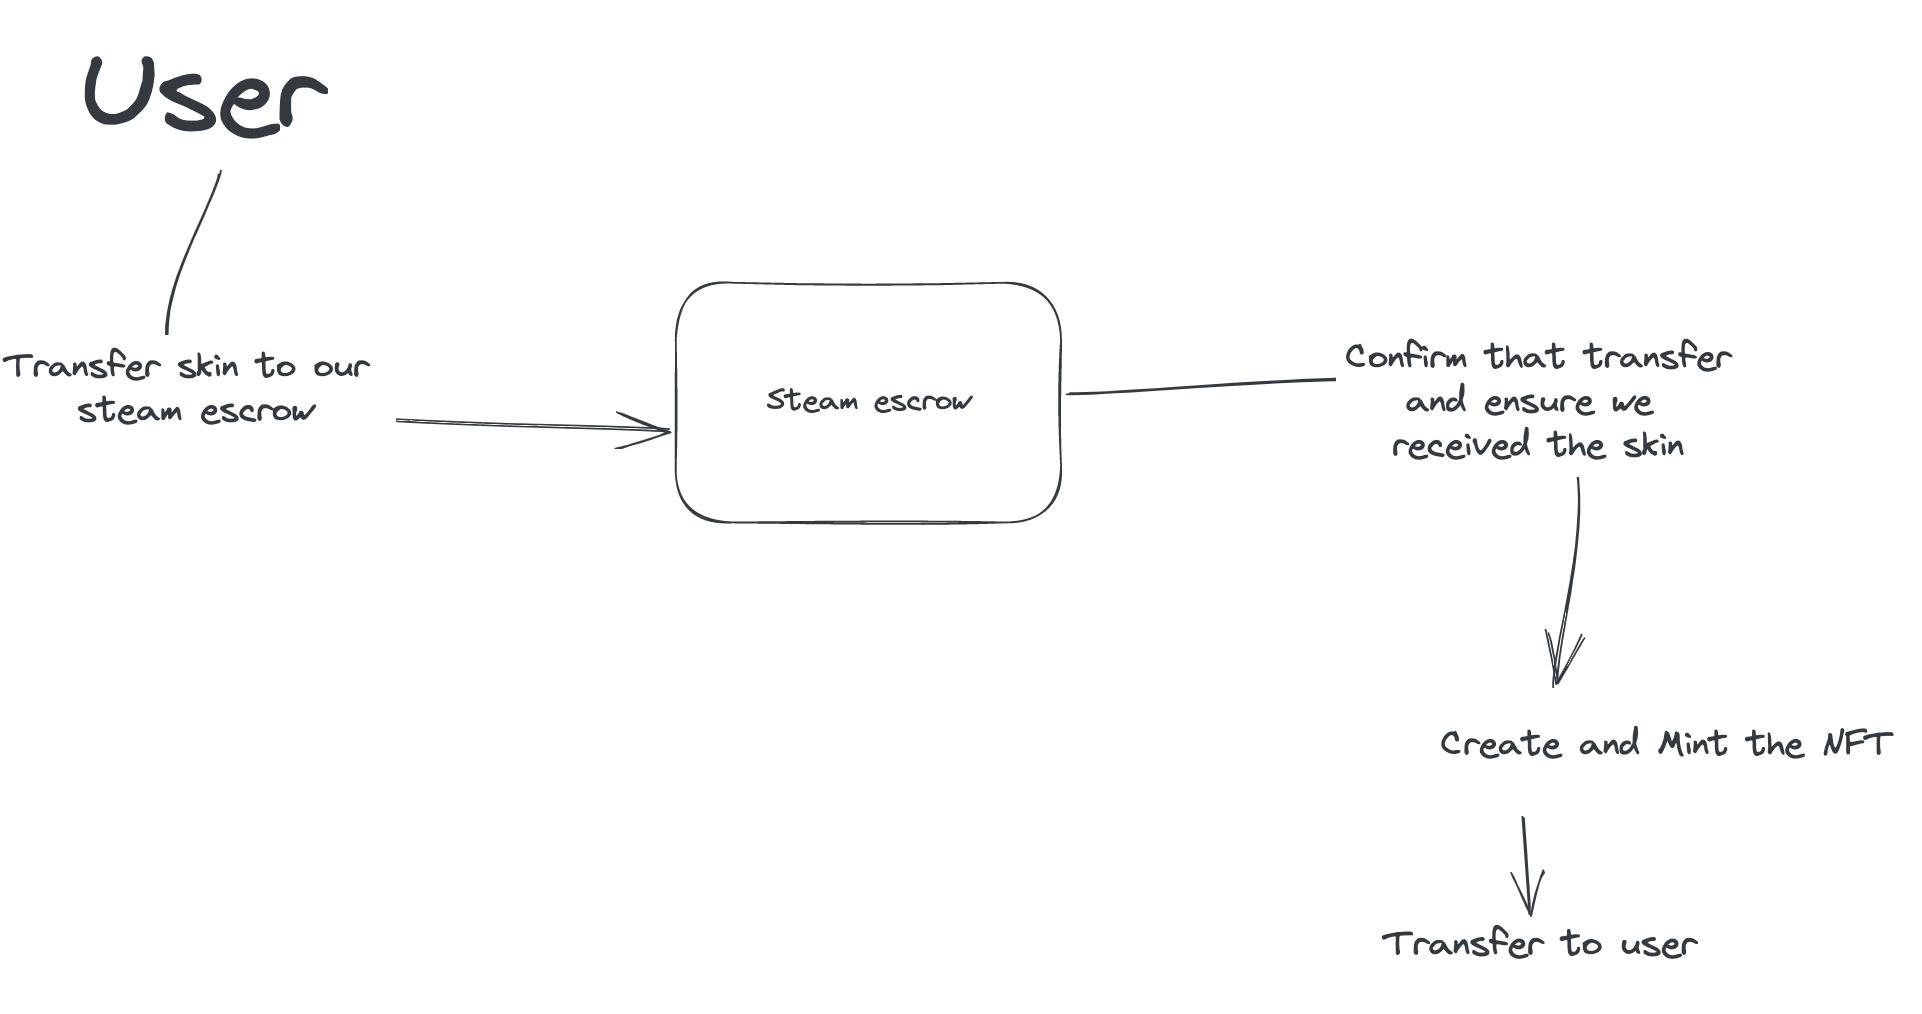 User
Transfer skin to our
steam escrow
Steam escrow
Confirm that transfer
and ensure we
received the skin
Create and Mint the NFT
Transfer to user